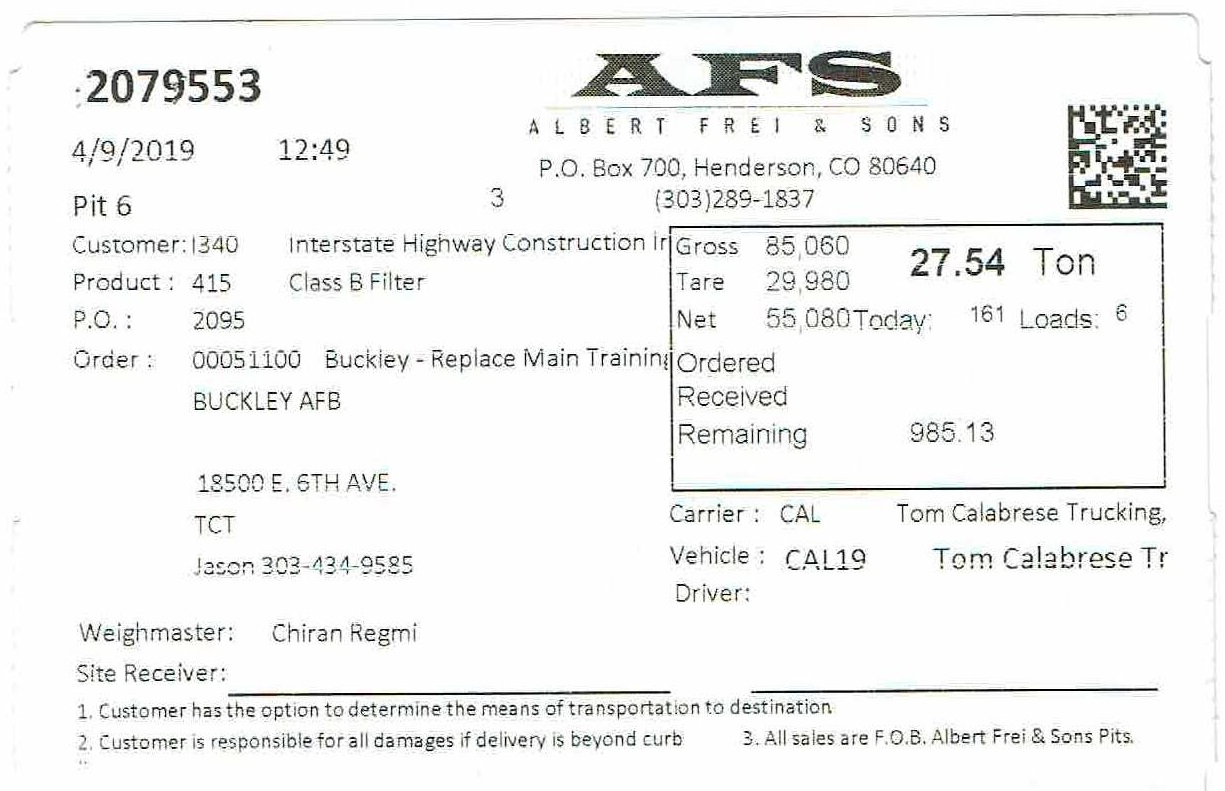 2079553
AFS
ALBERT FREI & SONS
4/9/2019 12:49
P.O. Box 700, Henderson, CO 80640
Pit 6 3 (303)289-1837
Customer: I340 Interstate Highway Construction Ir
Gross 85,060 27.54 Ton
Product : 415 Class B Filter
Tare 29,980
P.O. : 2095
Net 55,080 Today: 161 Loads: 6
Order : 00051100 Buckley - Replace Main Training
Ordered
BUCKLEY AFB
Received
Remaining 985.13
18500 E. 6TH AVE.
Carrier : CAL Tom Calabrese Trucking,
TCT
Vehicle : CAL19 Tom Calabrese Tr
Jason 303-434-9585
Driver:
Weighmaster: Chiran Regmi
Site Receiver:
1. Customer has the option to determine the means of transportation to destination
2. Customer is responsible for all damages if delivery is beyond curb 3. All sales are F.O.B. Albert Frei & Sons Pits.